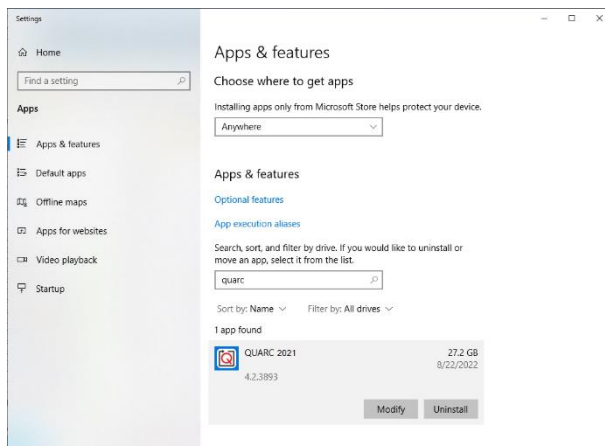 Settings
Home
Find a setting
Apps
Apps & features
Default apps
Offline maps
Apps for websites
Video playback
Startup
Apps & features
Choose where to get apps
Installing apps only from Microsoft Store helps protect your device.
Anywhere
Apps & features
Optional features
App execution aliases
Search, sort, and filter by drive. If you would like to uninstall or
move an app, select it from the list.
quarc
Sort by: Name Filter by: All drives
1 app found
QUARC 2021 27.2 GB
8/22/2022
4.2.3893
Modify Uninstall